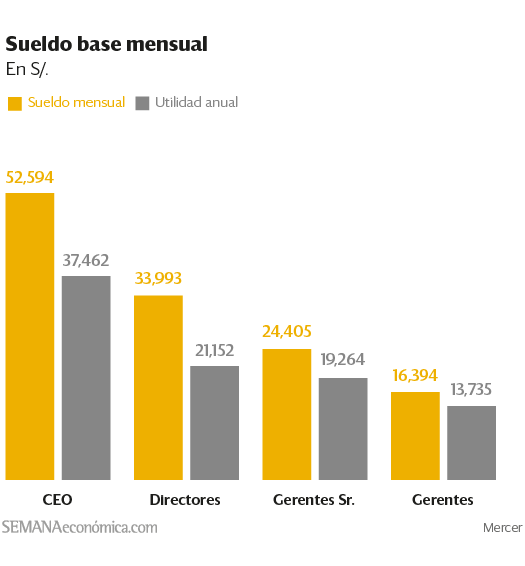 Sueldo base mensual
En S/.
Sueldo mensual Utilidad anual
52,594
37,462
33,993
21,152
24,405
19,264
16,394
13,735
CEO Directores Gerentes Sr. Gerentes
SEMANAeconómica.com Mercer